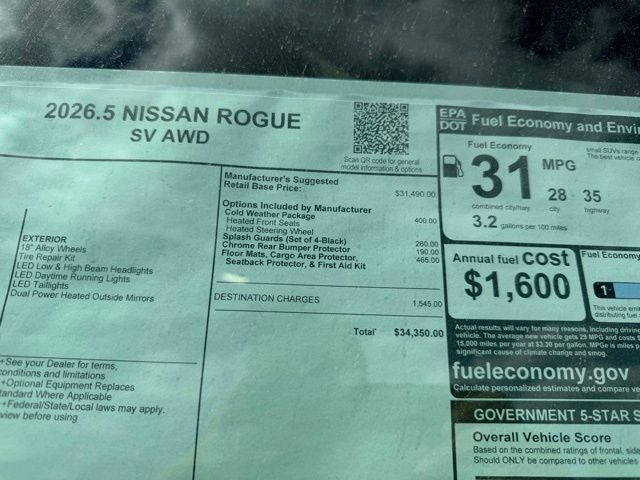 2026.5 NISSAN ROGUE
SV AWD
Scan QR code for general
model information & options
EXTERIOR
18" Alloy Wheels
Tire Repair Kit
LED Low & High Beam Headlights
LED Daytime Running Lights
LED Taillights
Dual Power Heated Outside Mirrors
+See your Dealer for terms,
conditions and limitations
+Optional Equipment Replaces
Standard Where Applicable
+Federal/State/Local laws may apply.
view before using
Manufacturer's Suggested
Retail Base Price: $31,490.00
Options Included by Manufacturer
Cold Weather Package 400.00
Heated Front Seats
Heated Steering Wheel
Splash Guards (Set of 4-Black) 260.00
Chrome Rear Bumper Protector 190.00
Floor Mats, Cargo Area Protector, 465.00
Seatback Protector, & First Aid Kit
DESTINATION CHARGES 1,545.00
Total* $34,350.00
EPA
DOT
Fuel Economy and Envi
Fuel Economy
31 MPG
small SUVs range
The best vehicle
28 35
combined city/hwy city highway
3.2 gallons per 100 miles
Annual fuel cost
$1,600
Fuel Economy
1
This vehicle emit
distributing fuel
Actual results will vary for many reasons, including driving
vehicle. The average new vehicle gets 29 MPG and costs $
15,000 miles per year at $3.30 per gallon. MPGe is miles p
significant cause of climate change and smog.
fueleconomy.gov
Calculate personalized estimates and compare ve
GOVERNMENT 5-STAR S
Overall Vehicle Score
Based on the combined ratings of frontal, side
Should ONLY be compared to other vehicles